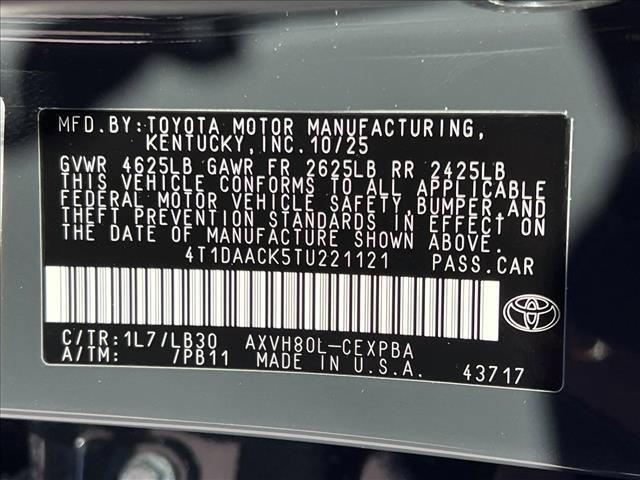 MFD.BY:TOYOTA MOTOR MANUFACTURING,
KENTUCKY,INC.10/25
GVWR 4625LB GAWR FR 2625LB RR 2425LB
THIS VEHICLE CONFORMS TO ALL APPLICABLE
FEDERAL MOTOR VEHICLE SAFETY,BUMPER,AND
THEFT PREVENTION STANDARDS IN EFFECT ON
THE DATE OF MANUFACTURE SHOWN ABOVE.
4T1DAACK5TU221121 PASS.CAR
C/TR:1L7/LB30 AXVH80L-CEXPBA
A/TM: /PB11 MADE IN U.S.A. 43717